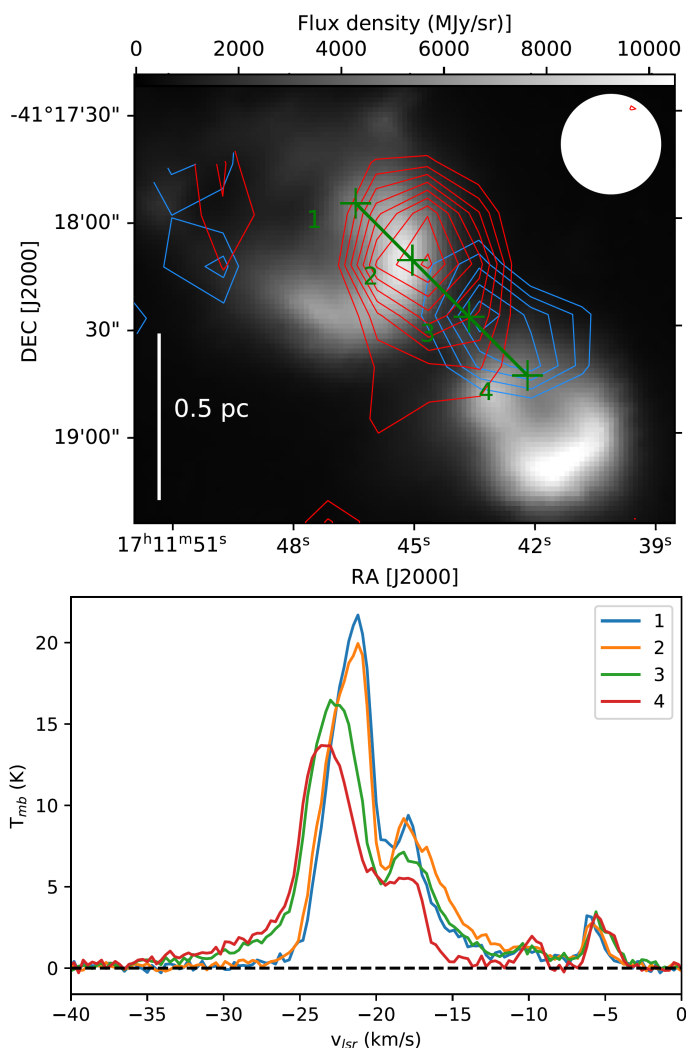 Flux density (MJy/sr)]
0 2000 4000 6000 8000 10000
-41°17'30"
18'00"
30"
19'00"
DEC [J2000]
1
2
3
4
0.5 pc
17h11m51s 48s 45s 42s 39s
RA [J2000]
1
2
3
4
20
15
10
5
0
Tmb (K)
−40 −35 −30 −25 −20 −15 −10 −5 0
vlsr (km/s)